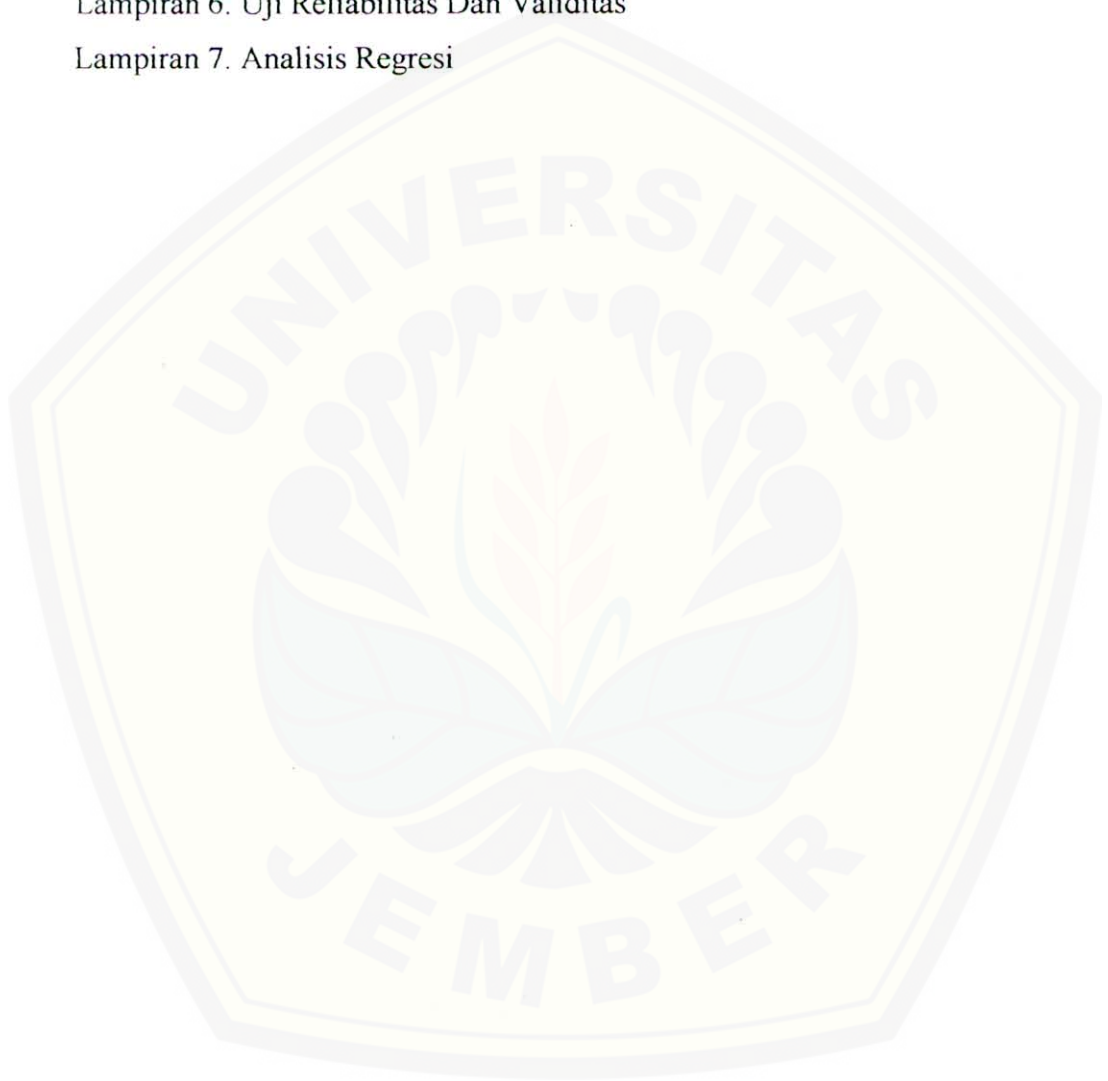 Lampiran 6. Uji Reliabilitas Dan Validitas
Lampiran 7. Analisis Regresi
UNIVERSITAS
JEMBER